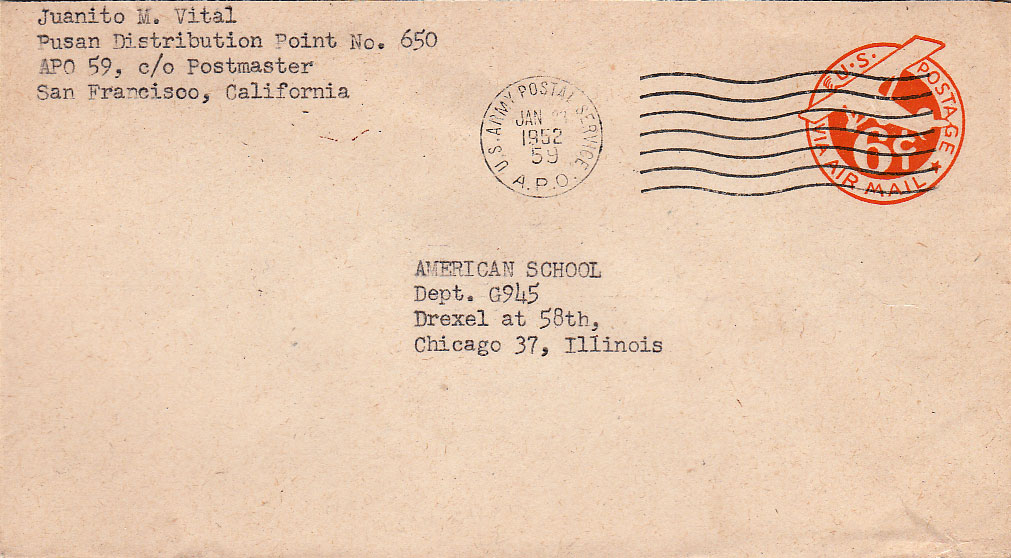 Juanito M. Vital
Pusan Distribution Point No. 650
APO 59, c/o Postmaster
San Francisco, California
U.S. ARMY POSTAL SERVICE
JAN
1952
59
A.P.O.
U.S. POSTAGE
6¢
VIA AIR MAIL
AMERICAN SCHOOL
Dept. G945
Drexel at 58th,
Chicago 37, Illinois